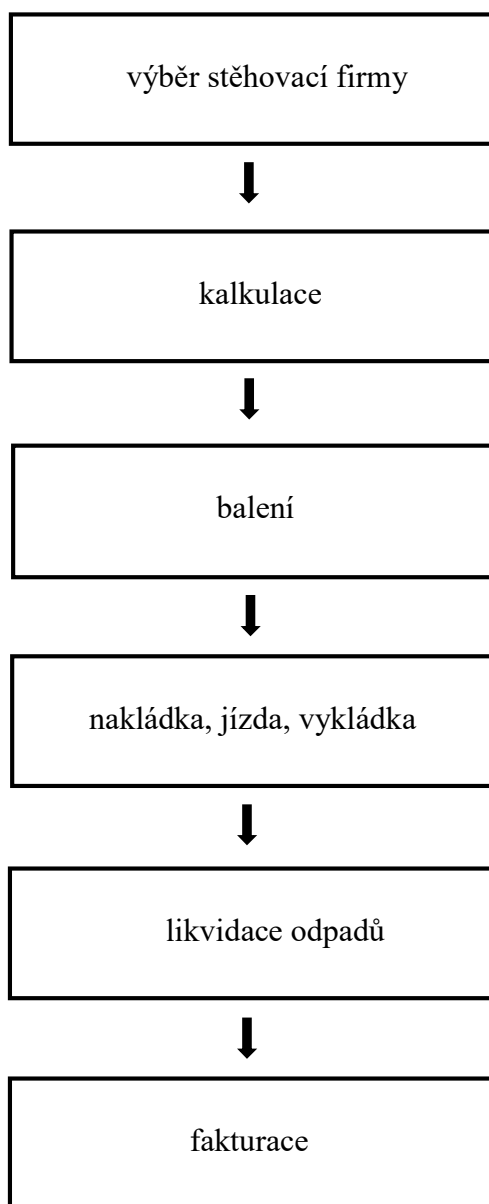 výběr stěhovací firmy
kalkulace
balení
nakládka, jízda, vykládka
likvidace odpadů
fakturace